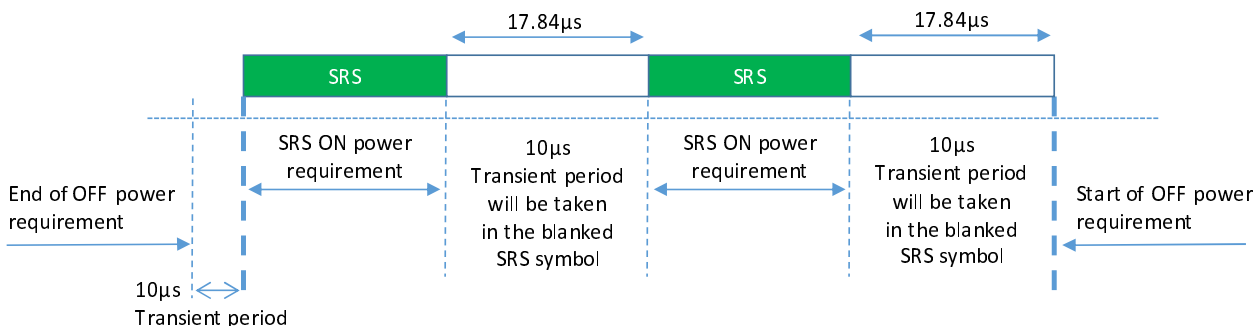 17.84µs
17.84µs
SRS
SRS
SRS ON power
requirement
10µs
Transient period
will be taken
in the blanked
SRS symbol
SRS ON power
requirement
10µs
Transient period
will be taken
in the blanked
SRS symbol
End of OFF power
requirement
Start of OFF power
requirement
10µs
Transient period